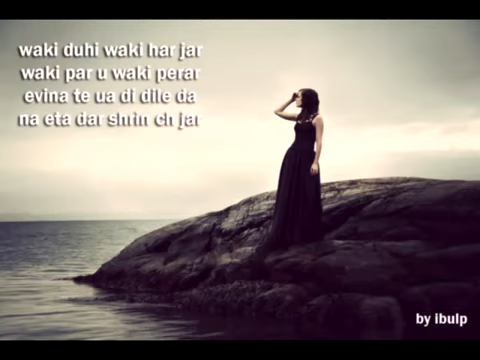 waki duhi waki har jar
waki par u waki perar
evina te ua di dile da
na eta dar shrin ch jar
by ibulp